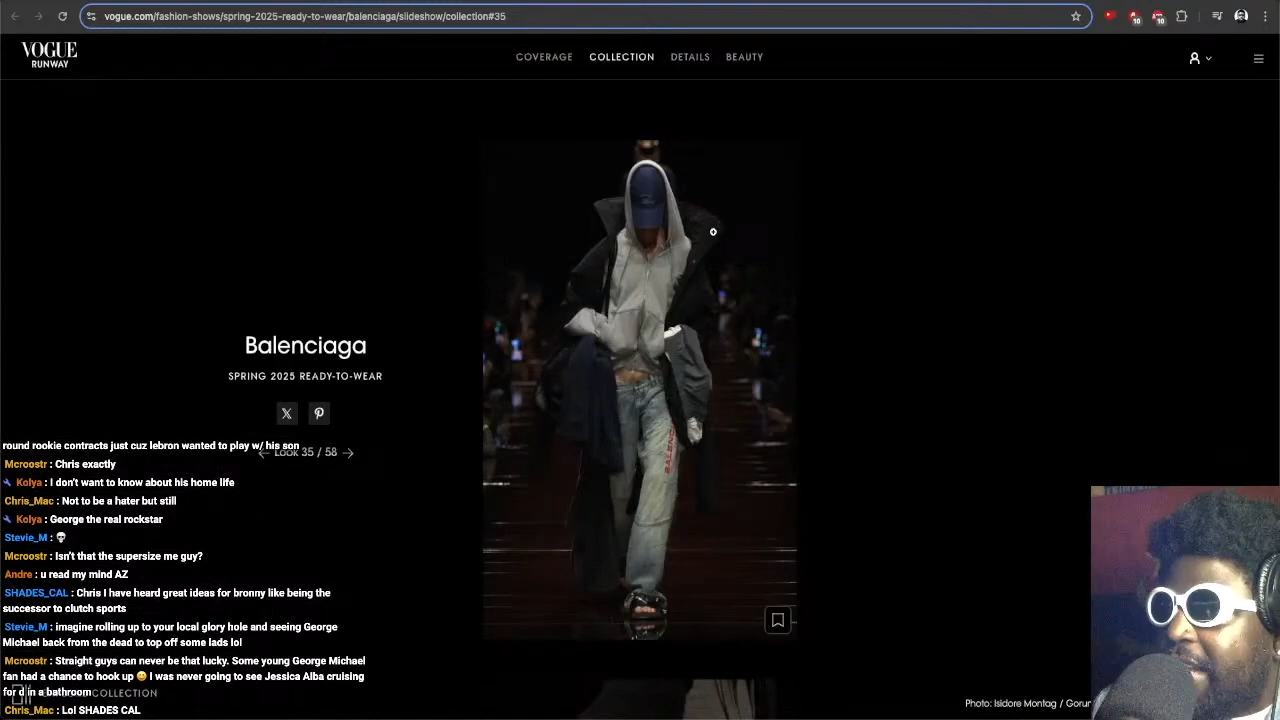 vogue.com/fashion-shows/spring-2025-ready-to-wear/balenciaga/slideshow/collection#35
10
10
VOGUE
RUNWAY
COVERAGE
COLLECTION
DETAILS
BEAUTY
Balenciaga
SPRING 2025 READY-TO-WEAR
round rookie contracts just cuz lebron wanted to play w/ his son
Look 35 / 58
Mcroostr : Chris exactly
Kolya : I don't want to know about his home life
Chris_Mac : Not to be a hater but still
Kolya : George the real rockstar
Stevie_M : 💀
Mcroostr : Isn't that the supersize me guy?
Andre : u read my mind AZ
SHADES_CAL : Chris I have heard great ideas for bronny like being the
successor to clutch sports
Stevie_M : imagine rolling up to your local glory hole and seeing George
Michael back from the dead to top off some lads lol
Mcroostr : Straight guys can never be that lucky. Some young George Michael
fan had a chance to hook up 😀 I was never going to see Jessica Alba cruising
for d in a bathroom
COLLECTION
Chris_Mac : Lol SHADES CAL
Photo: Isidore Montag / Gorun